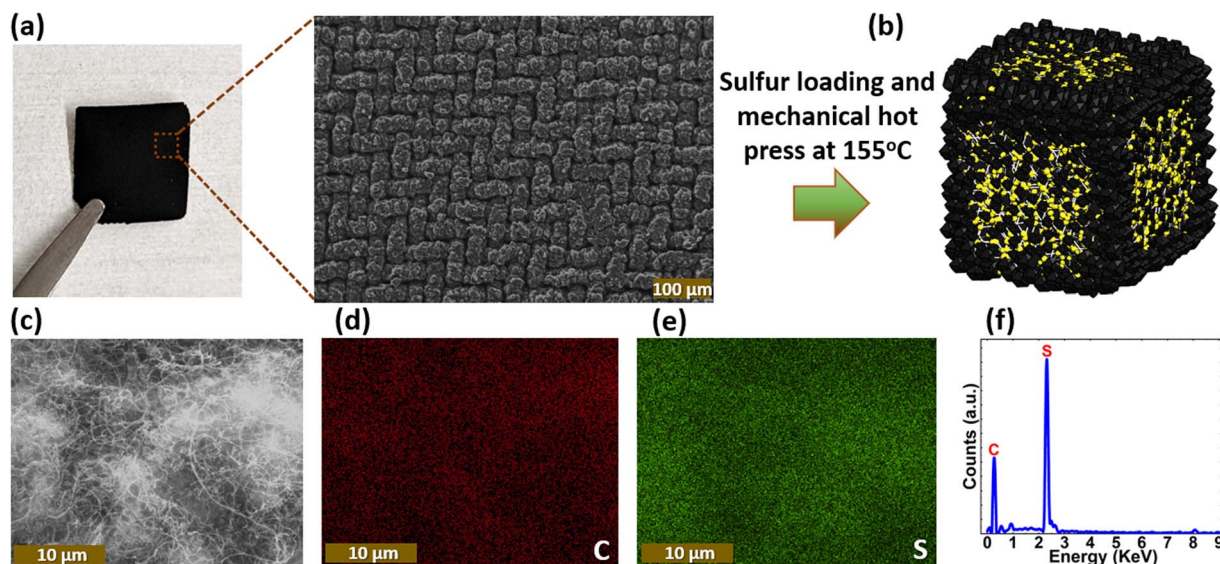 (a)
100 µm
Sulfur loading and
mechanical hot
press at 155°C
(b)
(c)
10 µm
(d)
10 µm
C
(e)
10 µm
S
(f)
S
C
Counts (a.u.)
0 1 2 3 4 5 6 7 8 9
Energy (KeV)